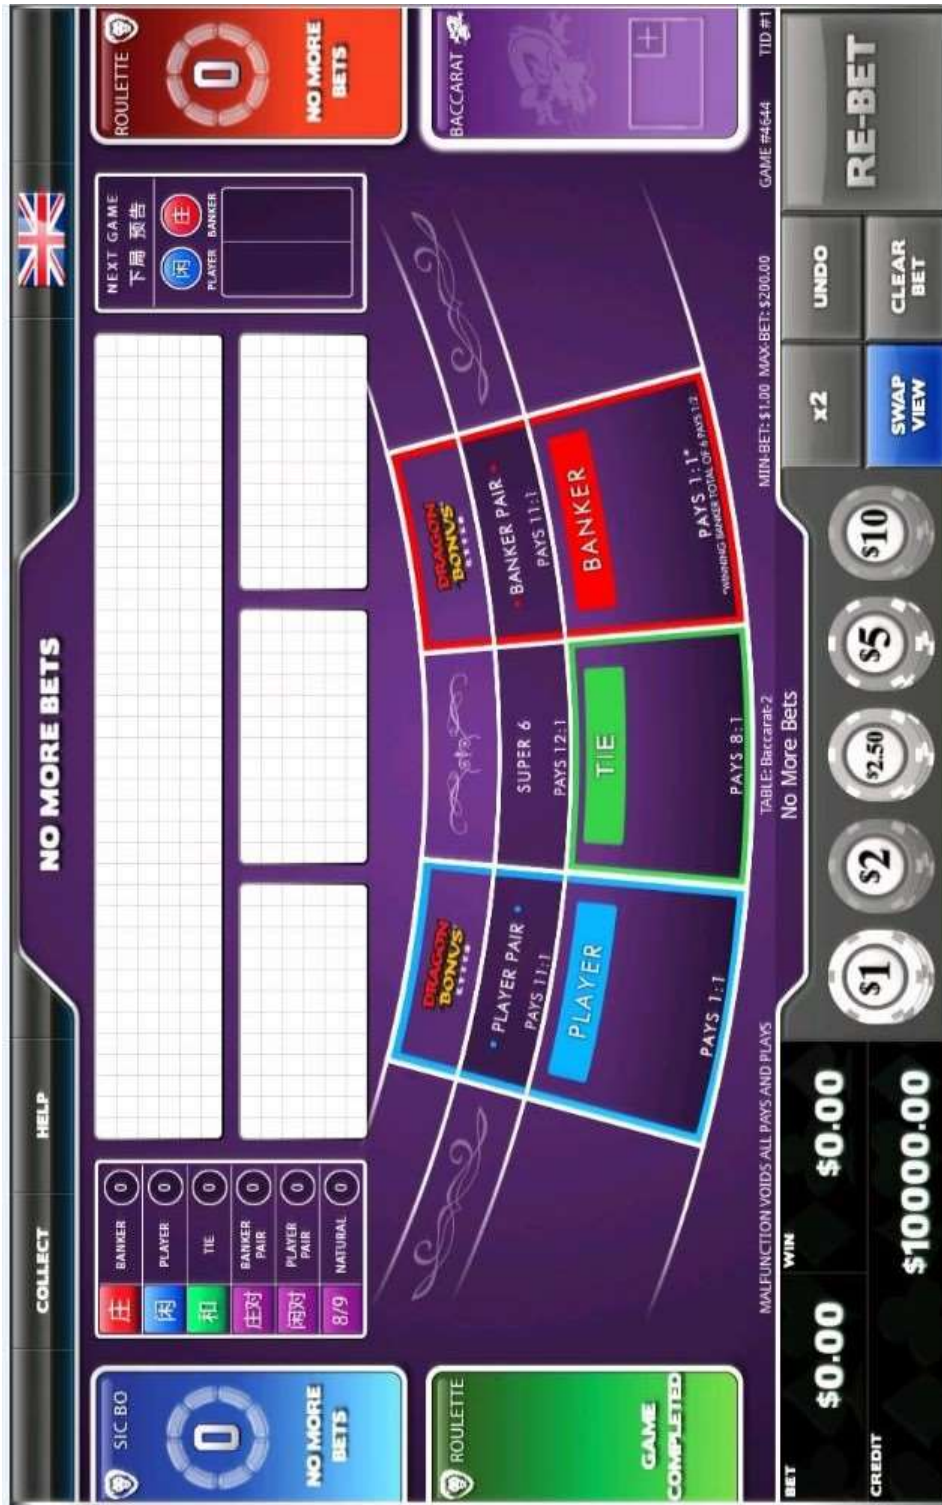 COLLECT
HELP
NO MORE BETS
SIC BO
0
NO MORE
BETS
ROULETTE
GAME
COMPLETED
庄 BANKER 0
闲 PLAYER 0
和 TIE 0
庄对 BANKER PAIR 0
闲对 PLAYER PAIR 0
8/9 NATURAL 0
NEXT GAME
下局 预告
闲 庄
PLAYER BANKER
ROULETTE
0
NO MORE
BETS
BACCARAT
DRAGON
BONUS
PLAYER PAIR
PAYS 11:1
PLAYER
PAYS 1:1
SUPER 6
PAYS 12:1
TIE
PAYS 8:1
DRAGON
BONUS
BANKER PAIR
PAYS 11:1
BANKER
PAYS 1:1*
*WINNING BANKER TOTAL OF 6 PAYS 1:2
MALFUNCTION VOIDS ALL PAYS AND PLAYS
TABLE: Baccarat-2
MIN-BET: $1.00 MAX-BET: $200.00
GAME #4644
TID #1
No More Bets
BET
$0.00
WIN
$0.00
CREDIT
$10000.00
$1
$2
$2.50
$5
$10
x2
UNDO
SWAP
VIEW
CLEAR
BET
RE-BET